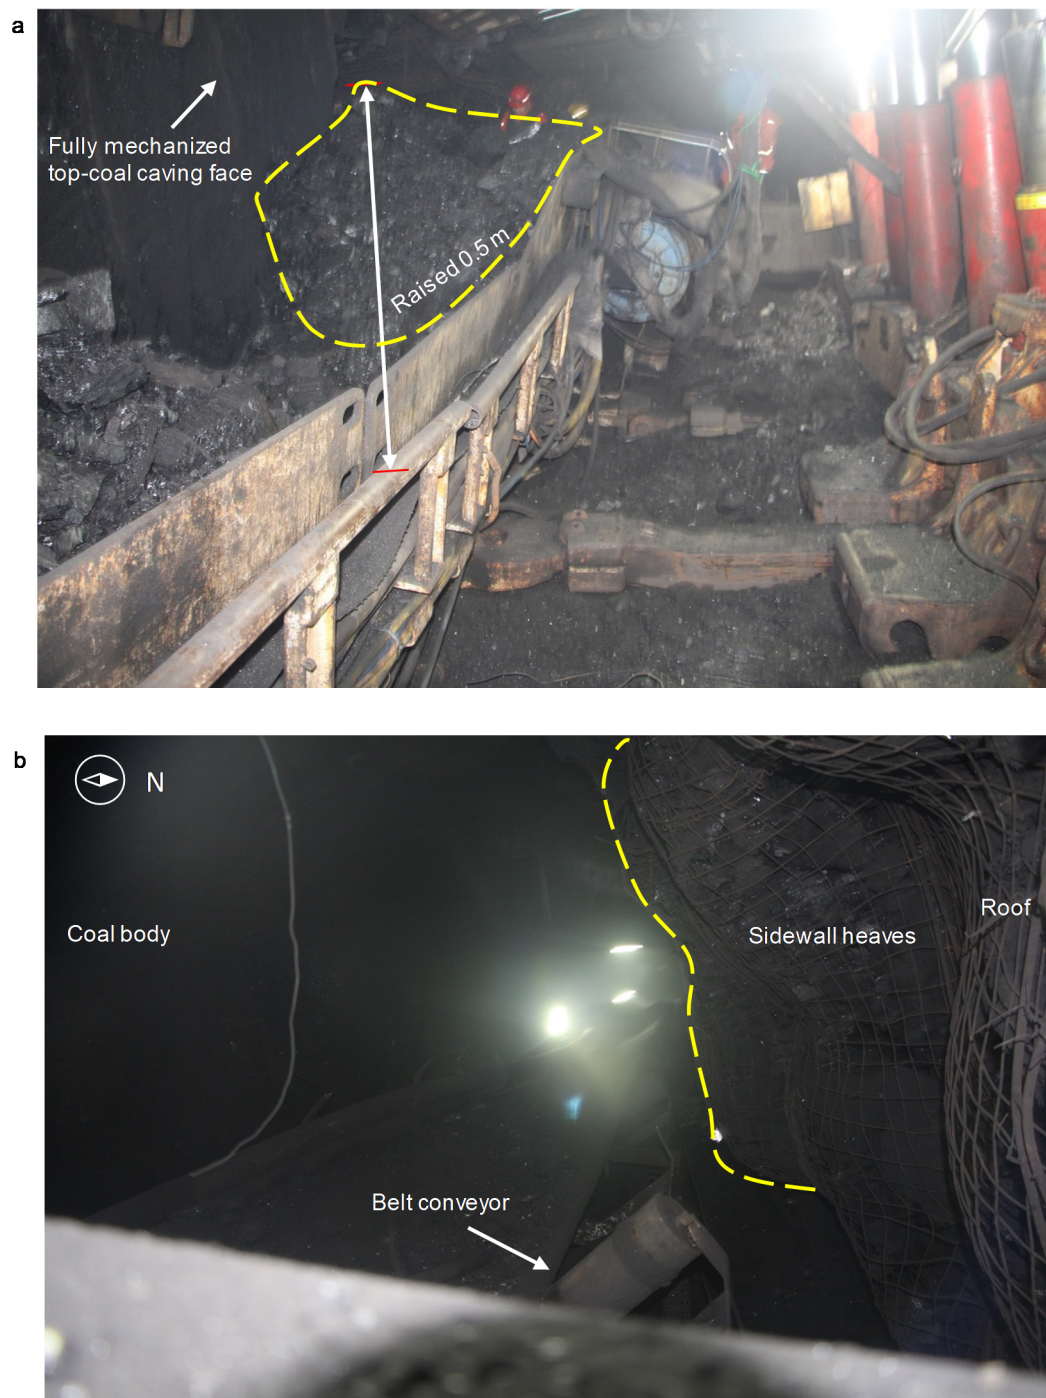 a
Fully mechanized
top-coal caving face
Raised 0.5 m
b
N
Coal body
Roof
Sidewall heaves
Belt conveyor